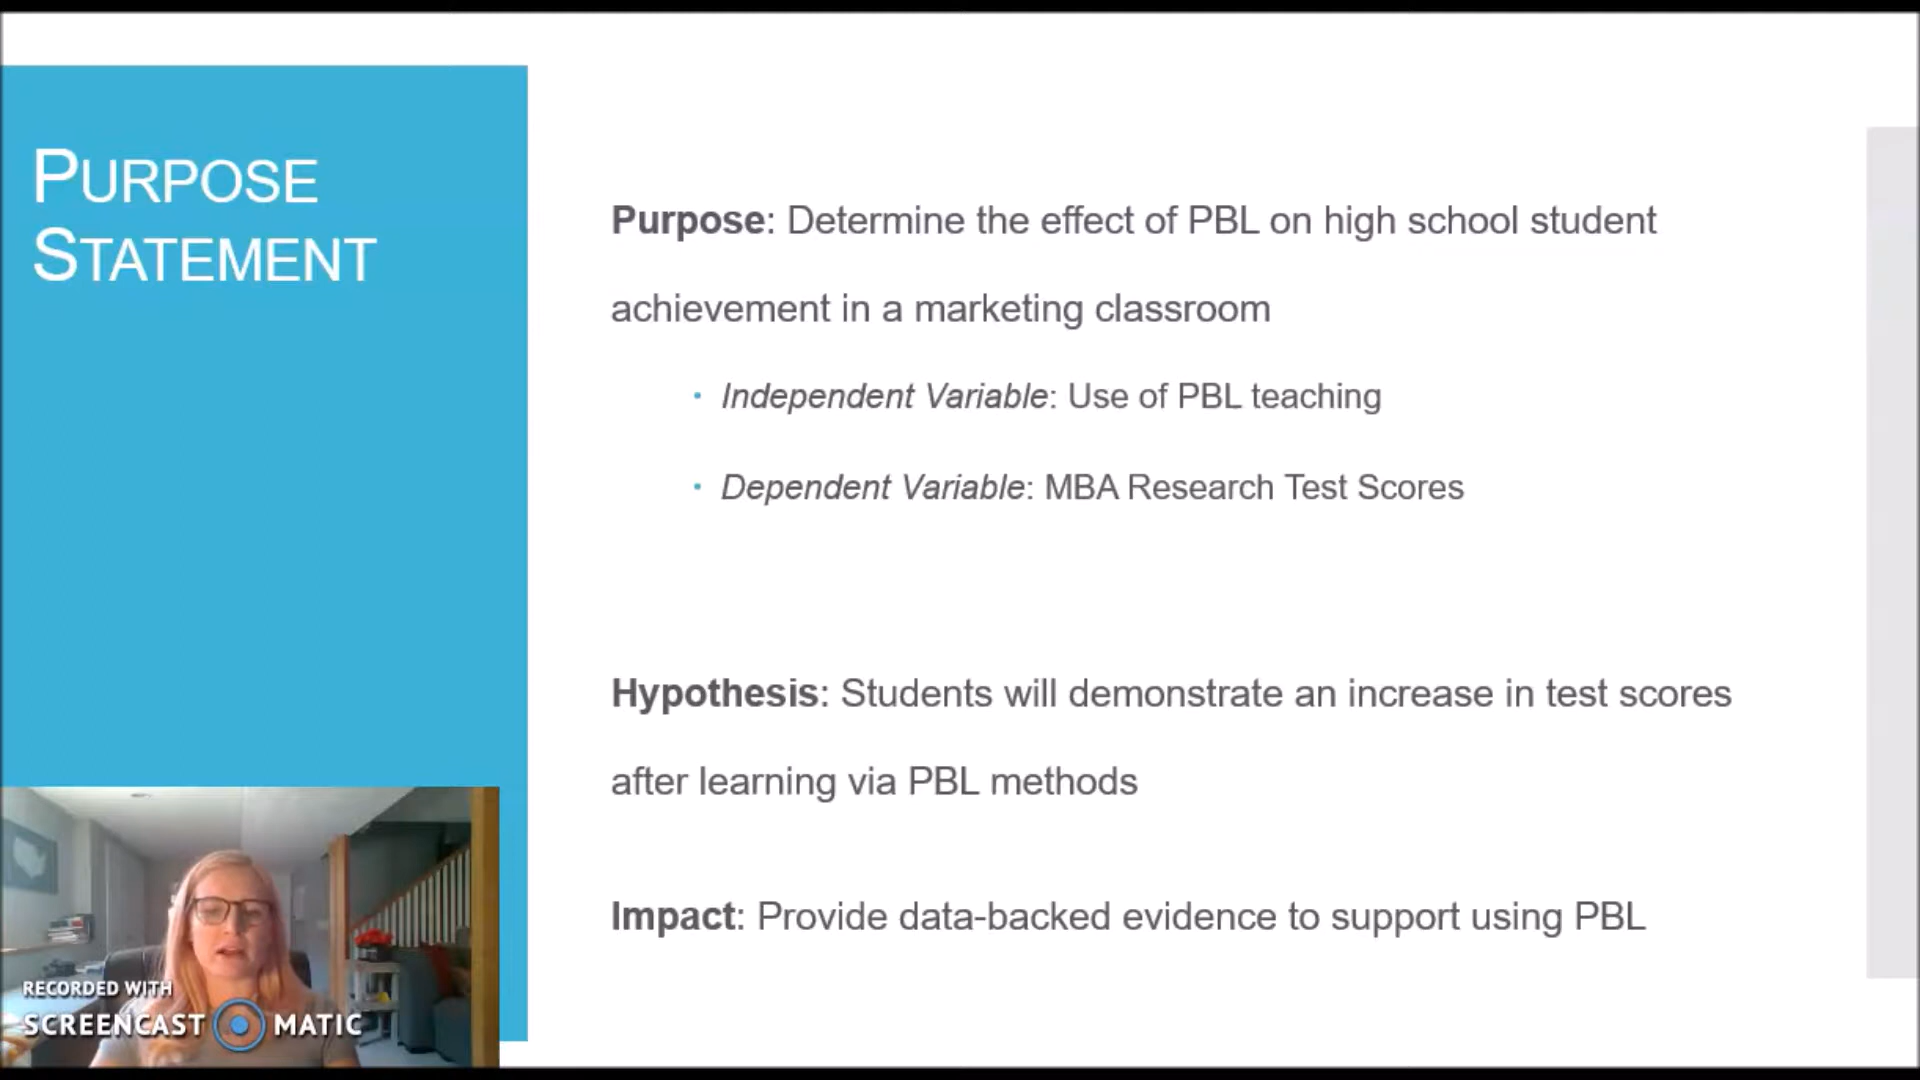 PURPOSE
STATEMENT
Purpose: Determine the effect of PBL on high school student
achievement in a marketing classroom
· Independent Variable: Use of PBL teaching
· Dependent Variable: MBA Research Test Scores
Hypothesis: Students will demonstrate an increase in test scores
after learning via PBL methods
Impact: Provide data-backed evidence to support using PBL
RECORDED WITH
SCREENCAST MATIC